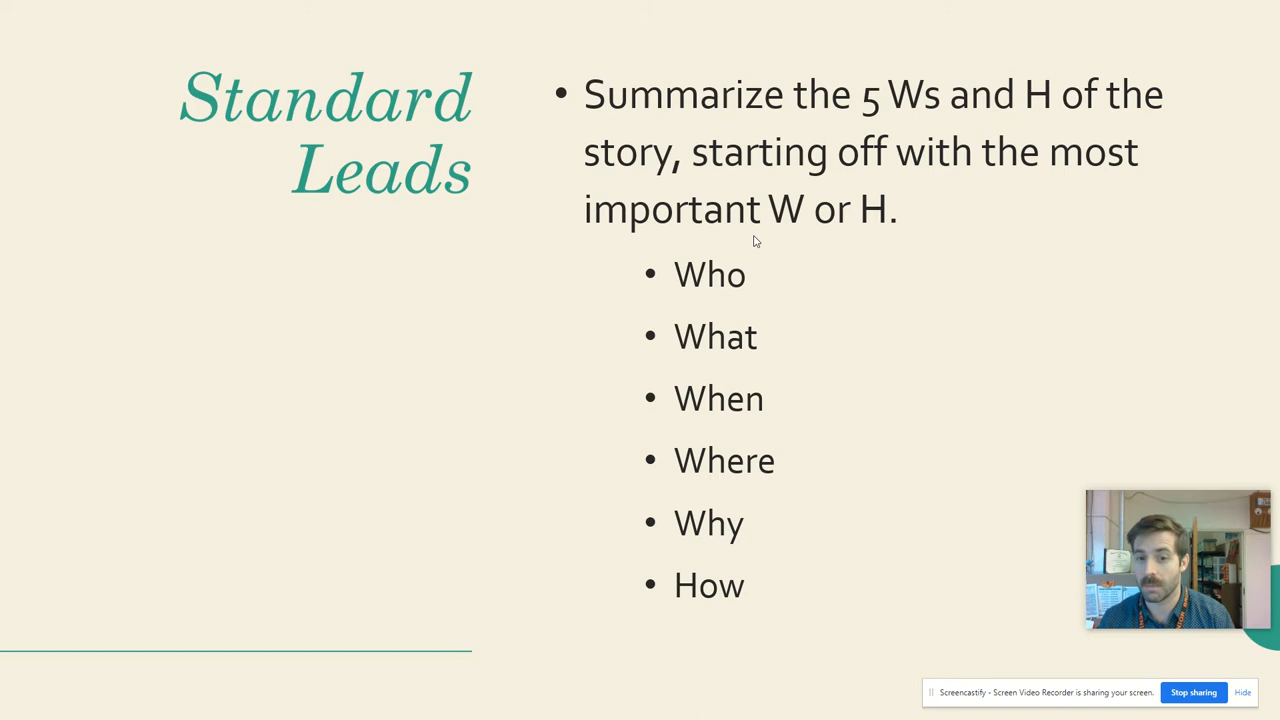 Standard
Leads
• Summarize the 5 Ws and H of the
story, starting off with the most
important W or H.
• Who
• What
• When
• Where
• Why
• How
Screencastify - Screen Video Recorder is sharing your screen.
Stop sharing
Hide